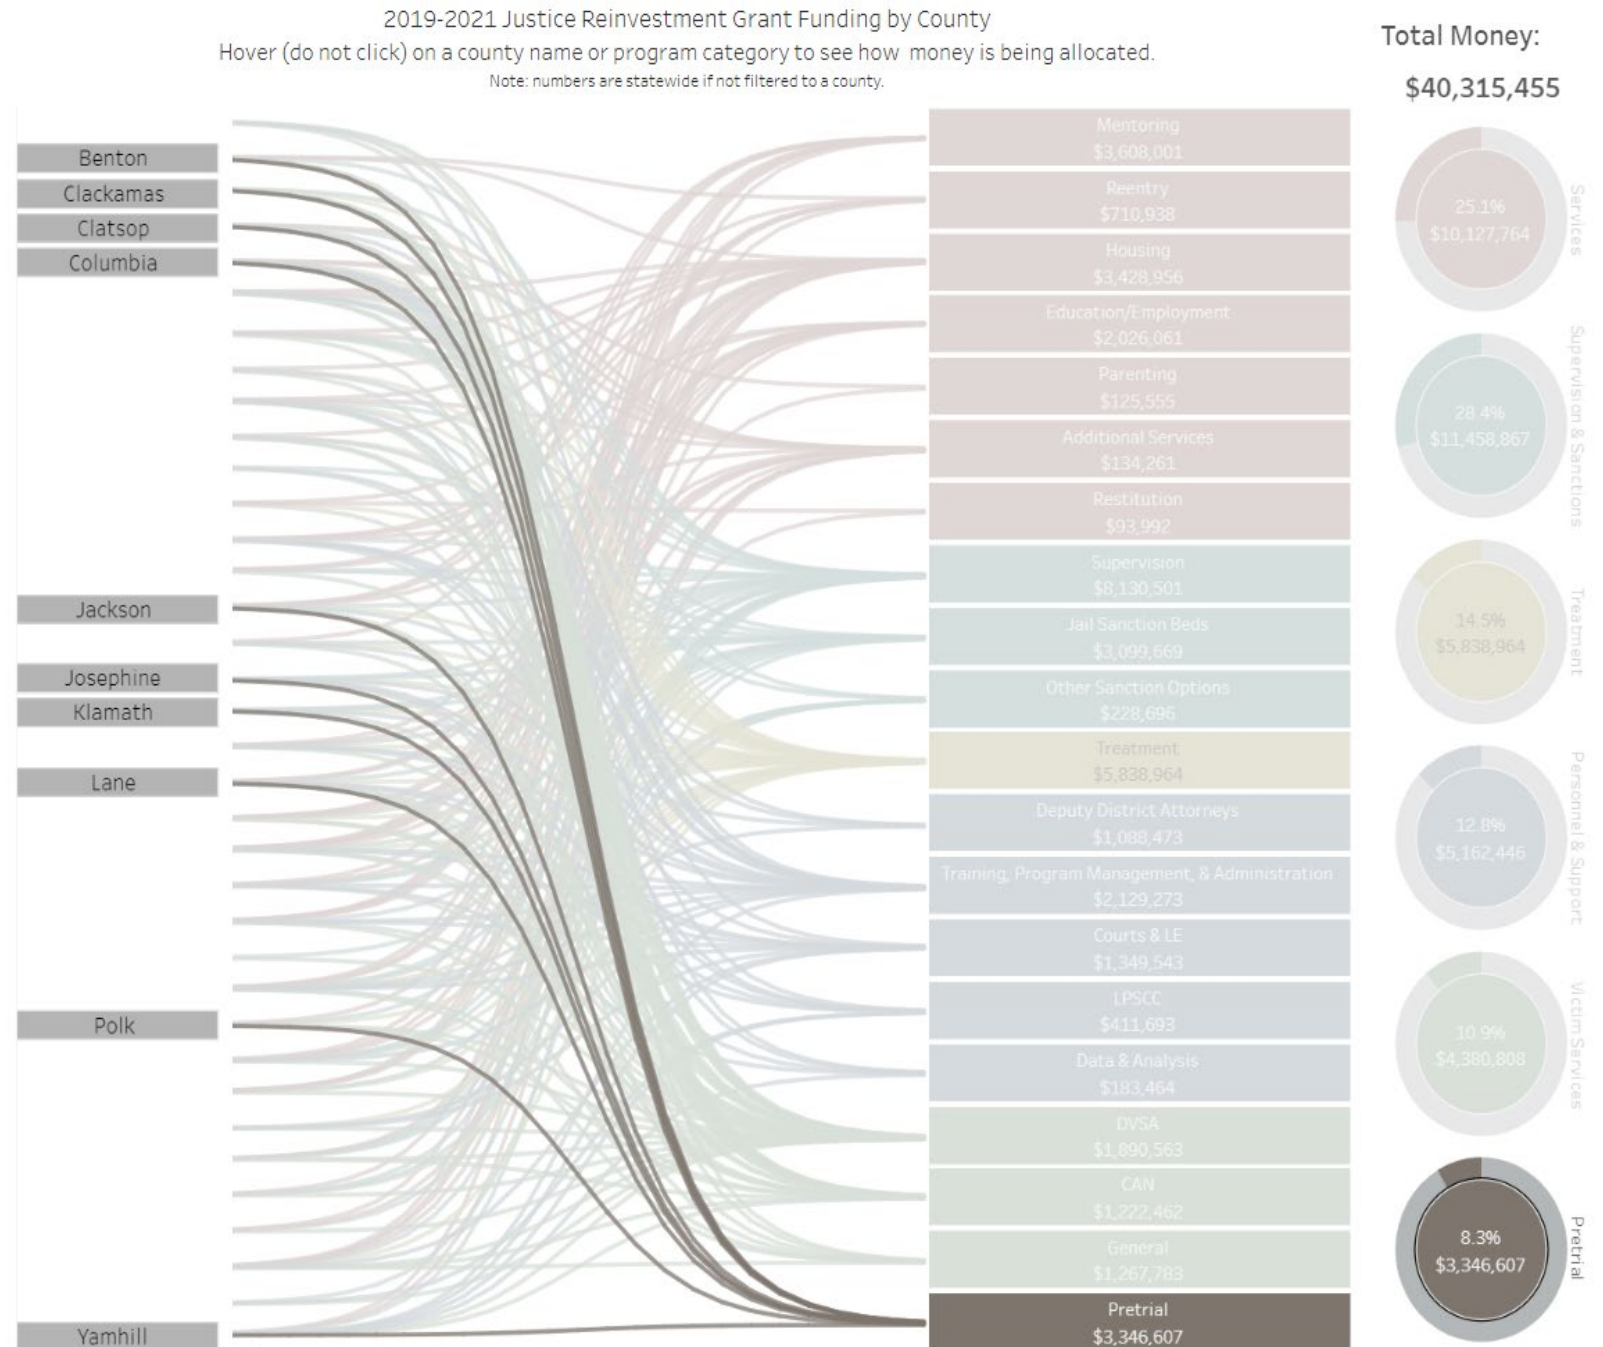 2019-2021 Justice Reinvestment Grant Funding by County
Hover (do not click) on a county name or program category to see how money is being allocated.
Note: numbers are statewide if not filtered to a county.
Total Money:
$40,315,455
Benton
Clackamas
Clatsop
Columbia
Jackson
Josephine
Klamath
Lane
Polk
Yamhill
Mentoring
$3,608,001
Reentry
$710,938
Housing
$3,428,956
Education/Employment
$2,026,061
Parenting
$125,555
Additional Services
$134,261
Restitution
$93,992
Supervision
$8,130,501
Jail Sanction Beds
$3,099,669
Other Sanction Options
$228,696
Treatment
$5,838,964
Deputy District Attorneys
$1,088,473
Training, Program Management, & Administration
$2,129,273
Courts & LE
$1,349,543
LPSCC
$411,693
Data & Analysis
$183,464
DVSA
$1,890,563
CAN
$1,222,462
General
$1,267,783
Pretrial
$3,346,607
25.1%
$10,127,764
Services
28.4%
$11,458,867
Supervision & Sanctions
14.5%
$5,838,964
Treatment
12.8%
$5,162,446
Personnel & Support
10.9%
$4,380,808
Victim Services
8.3%
$3,346,607
Pretrial